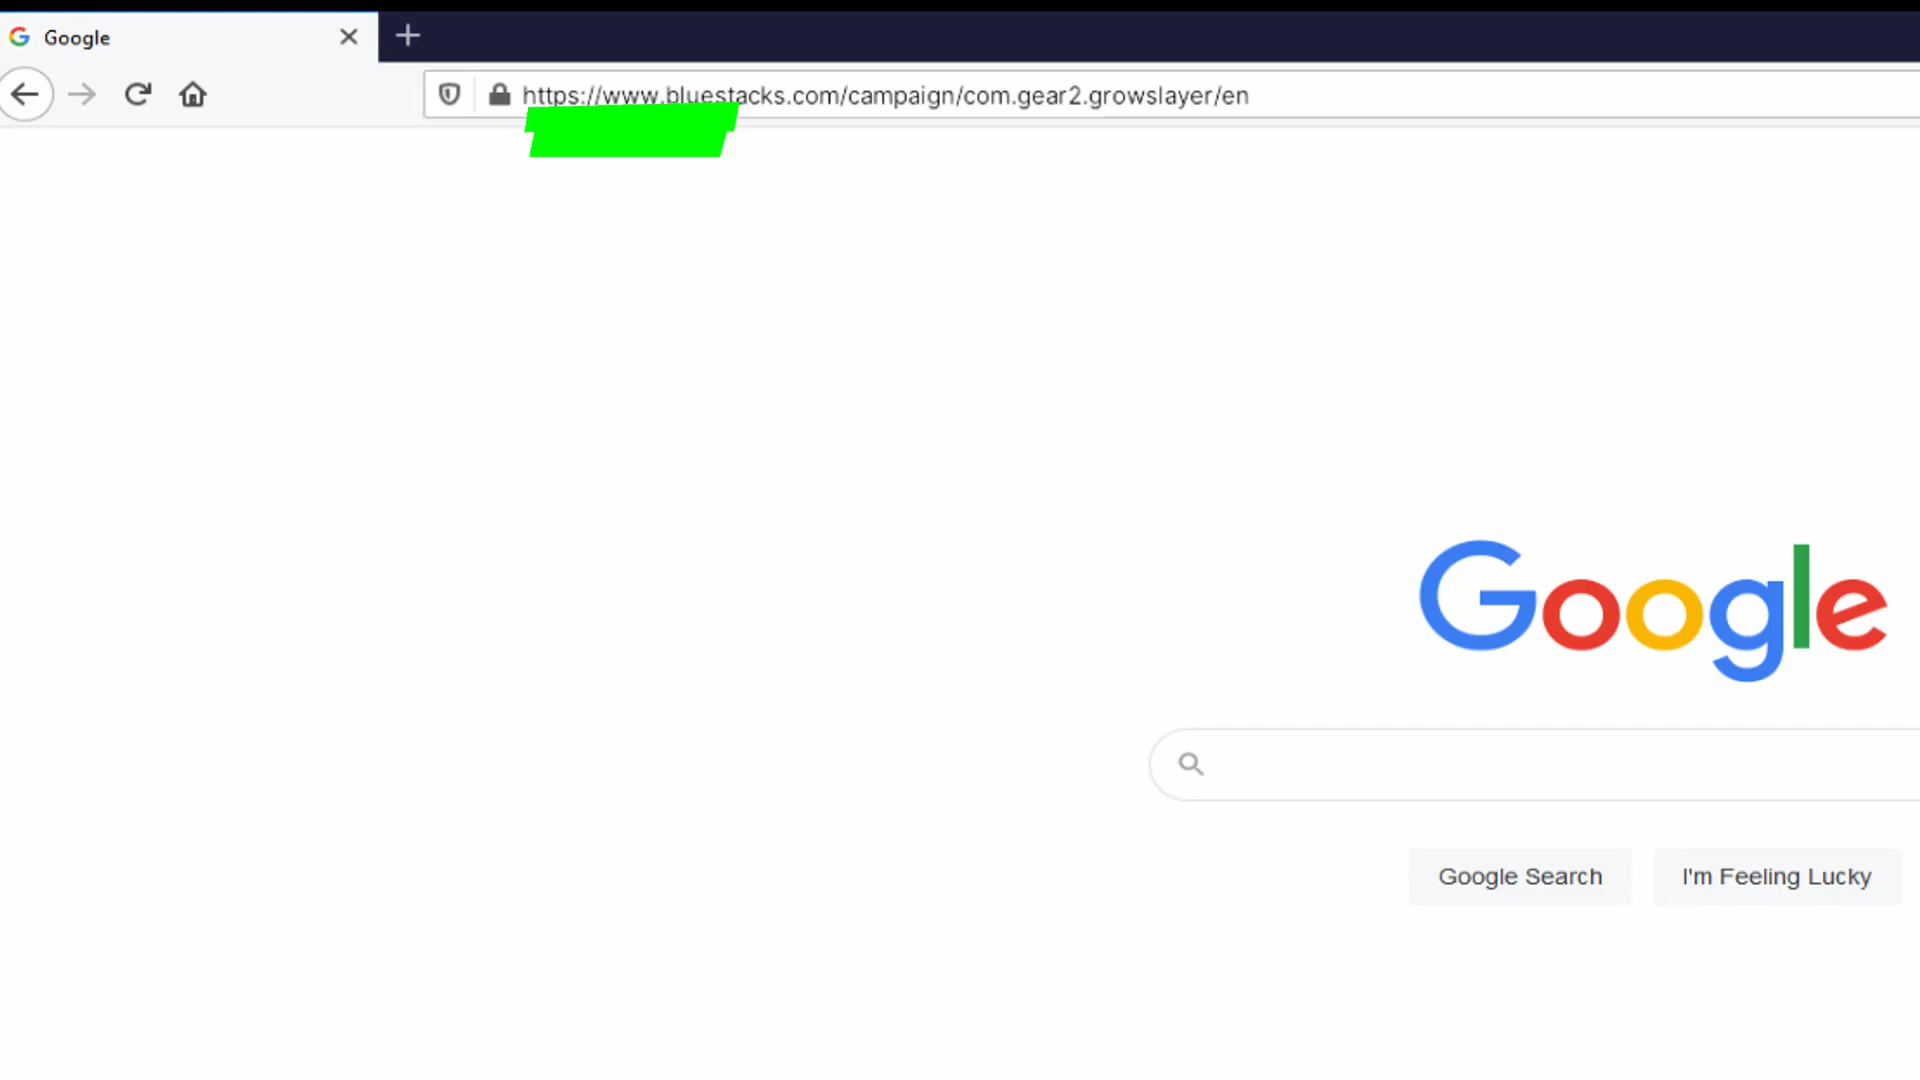 Google
https://www.bluestacks.com/campaign/com.gear2.growslayer/en
Google
Google Search
I'm Feeling Lucky